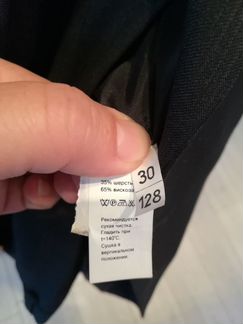 35% шерсть
65% вискоза
30
128
Рекомендуется
сухая чистка.
Гладить при
t=140°C.
Сушка в
вертикальном
положении.